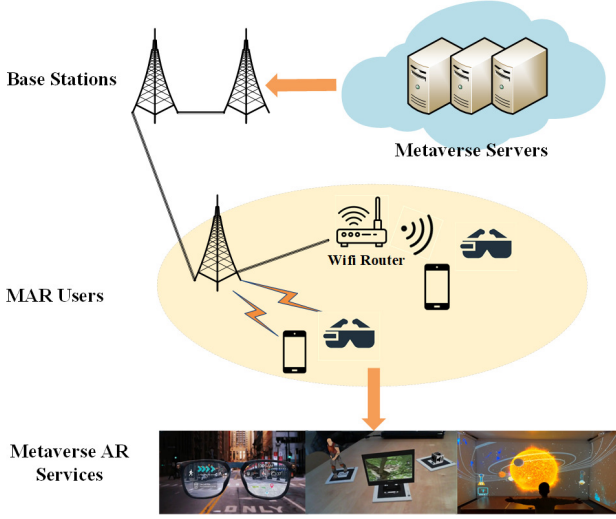 Base Stations
Metaverse Servers
Wifi Router
MAR Users
Metaverse AR
Services
ONLY